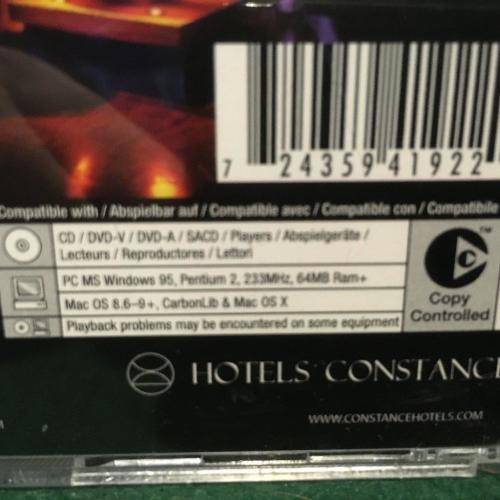 7 24359 41922
Compatible with / Abspielbar auf / Compatible avec / Compatible con / Compatibile
CD / DVD-V / DVD-A / SACD / Players / Abspielgeräte /
Lecteurs / Reproductores / Lettori
PC MS Windows 95, Pentium 2, 233MHz, 64MB Ram+
Mac OS 8.6-9+, CarbonLib & Mac OS X
Playback problems may be encountered on some equipment
TM
Copy
Controlled
HOTELS CONSTANCE
WWW.CONSTANCEHOTELS.COM